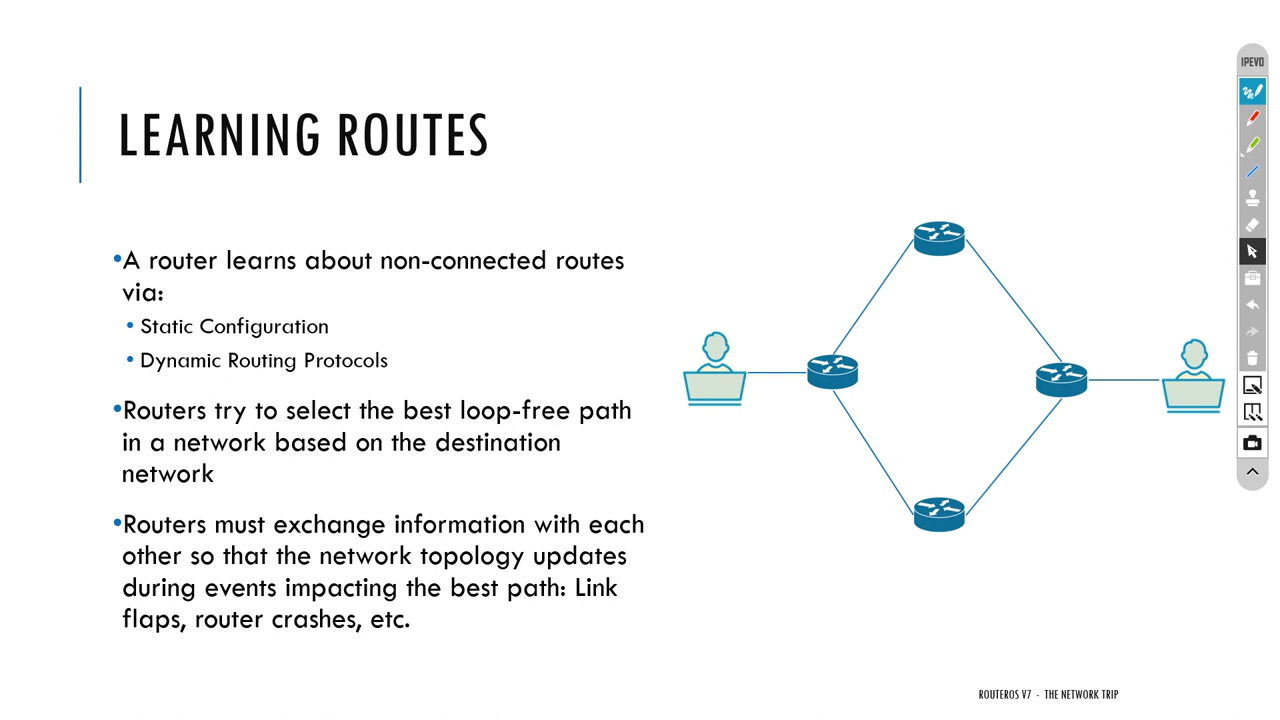 LEARNING ROUTES
•A router learns about non-connected routes
via:
• Static Configuration
• Dynamic Routing Protocols
•Routers try to select the best loop-free path
in a network based on the destination
network
•Routers must exchange information with each
other so that the network topology updates
during events impacting the best path: Link
flaps, router crashes, etc.
IPEVO
ROUTEROS V7 - THE NETWORK TRIP